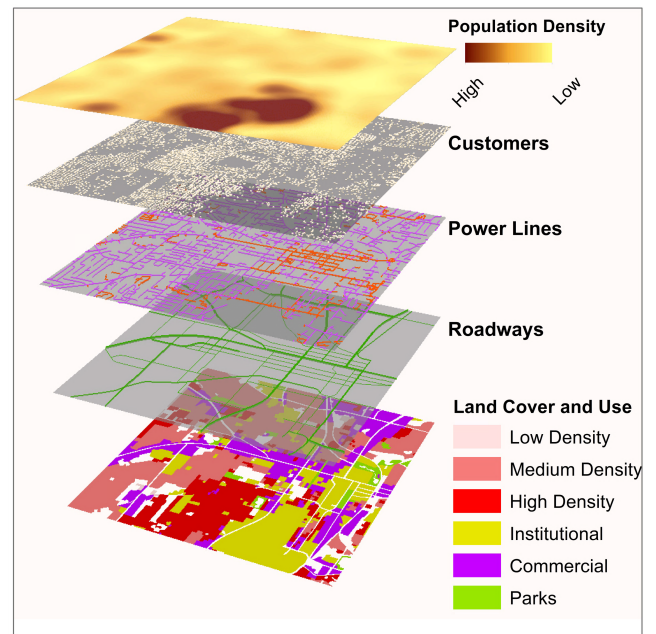 Population Density
High
Low
Customers
Power Lines
Roadways
Land Cover and Use
Low Density
Medium Density
High Density
Institutional
Commercial
Parks